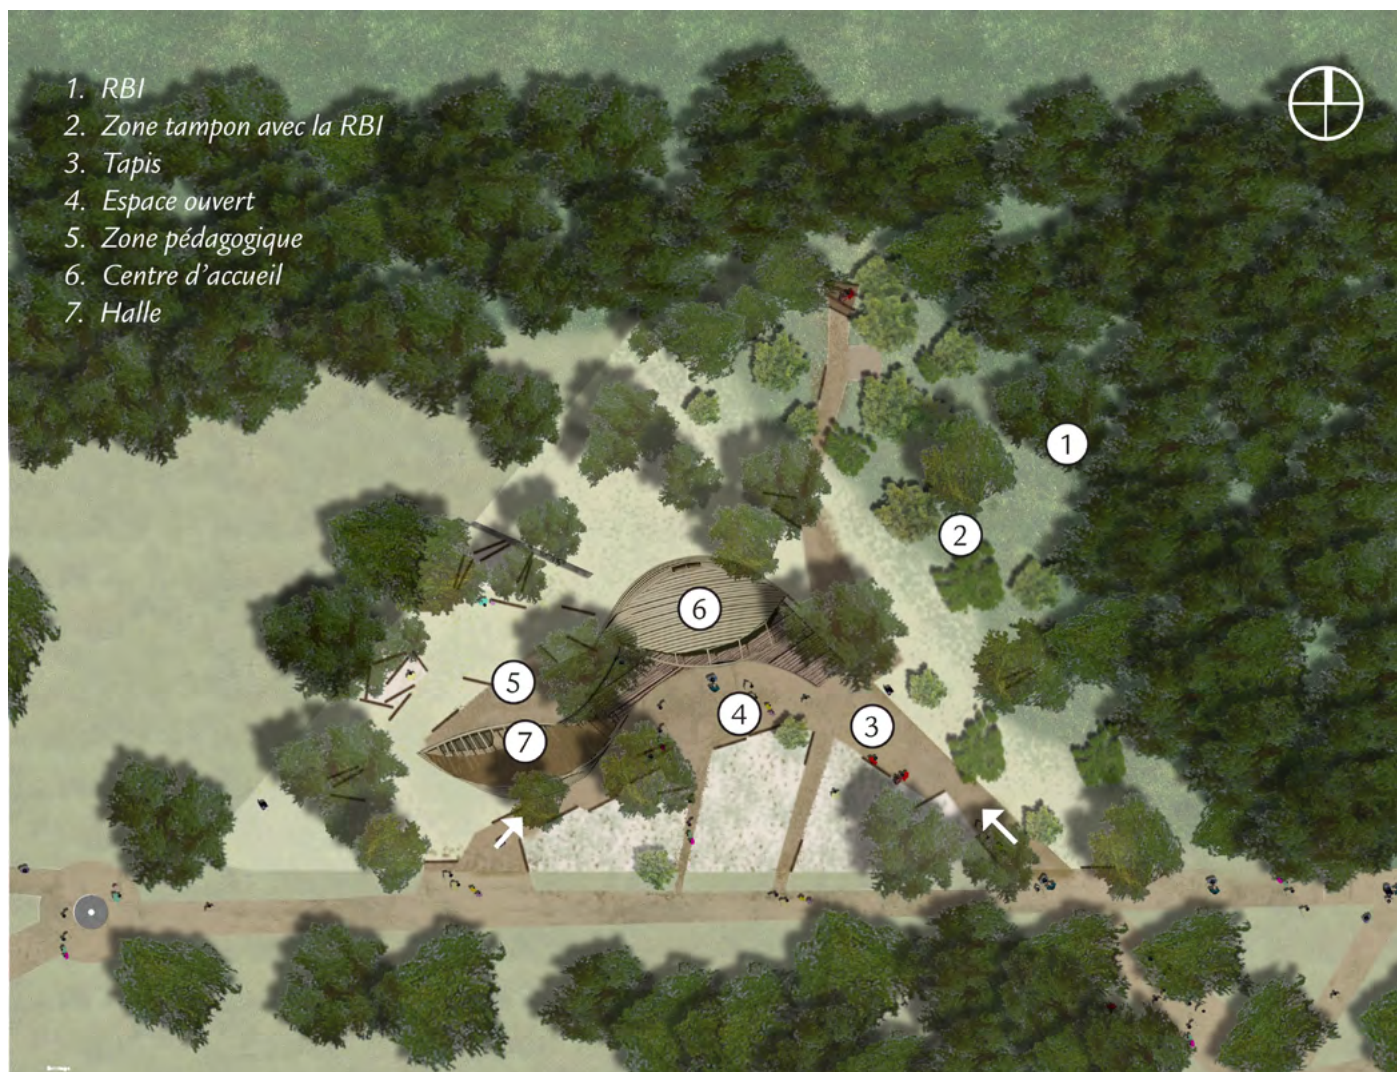 1. RBI
2. Zone tampon avec la RBI
3. Tapis
4. Espace ouvert
5. Zone pédagogique
6. Centre d'accueil
7. Halle
1
2
6
5
4
3
7